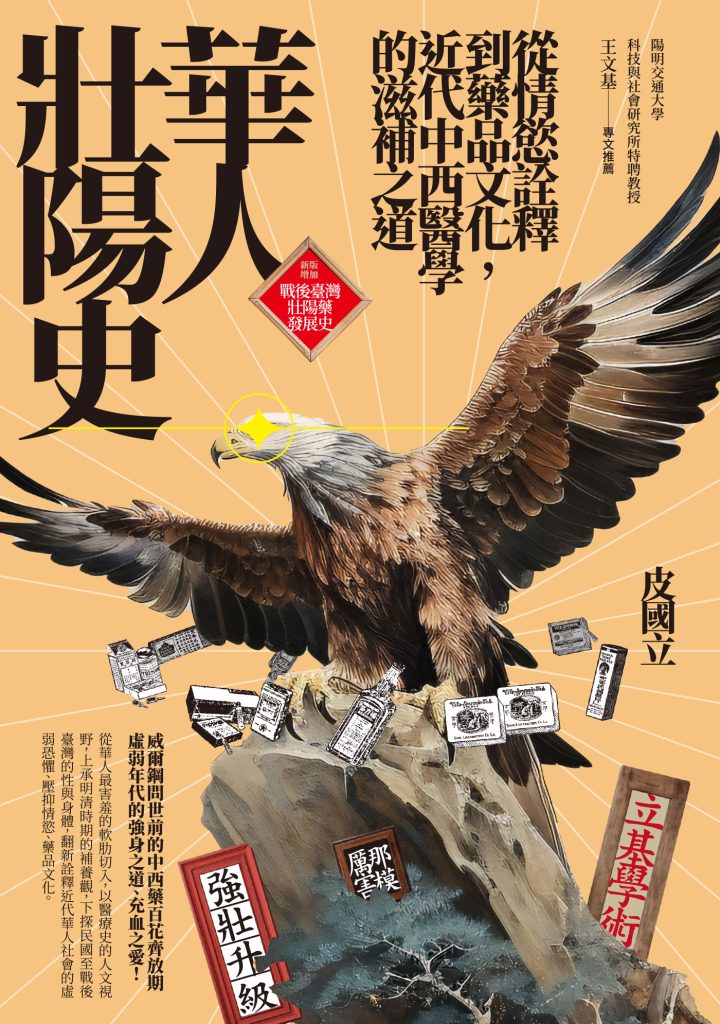 華人
壯陽史
從情慾詮釋
到藥品文化，
近代中西醫學
的滋補之道
陽明交通大學
科技與社會研究所特聘教授
王文基——專文推薦
新版
增加
戰後臺灣
壯陽藥
發展史
皮國立
威爾鋼問世前的中西藥百花齊放期
虛弱年代的強身之道、充血之愛！
從華人最害羞的軟肋切入，以醫療史的人文視
野，上承明清時期的補養觀，下探民國至戰後
臺灣的性與身體，翻新詮釋近代華人社會的虛
弱恐懼、壓抑情慾、藥品文化。
強壯升級
那模
厲害
立基學術